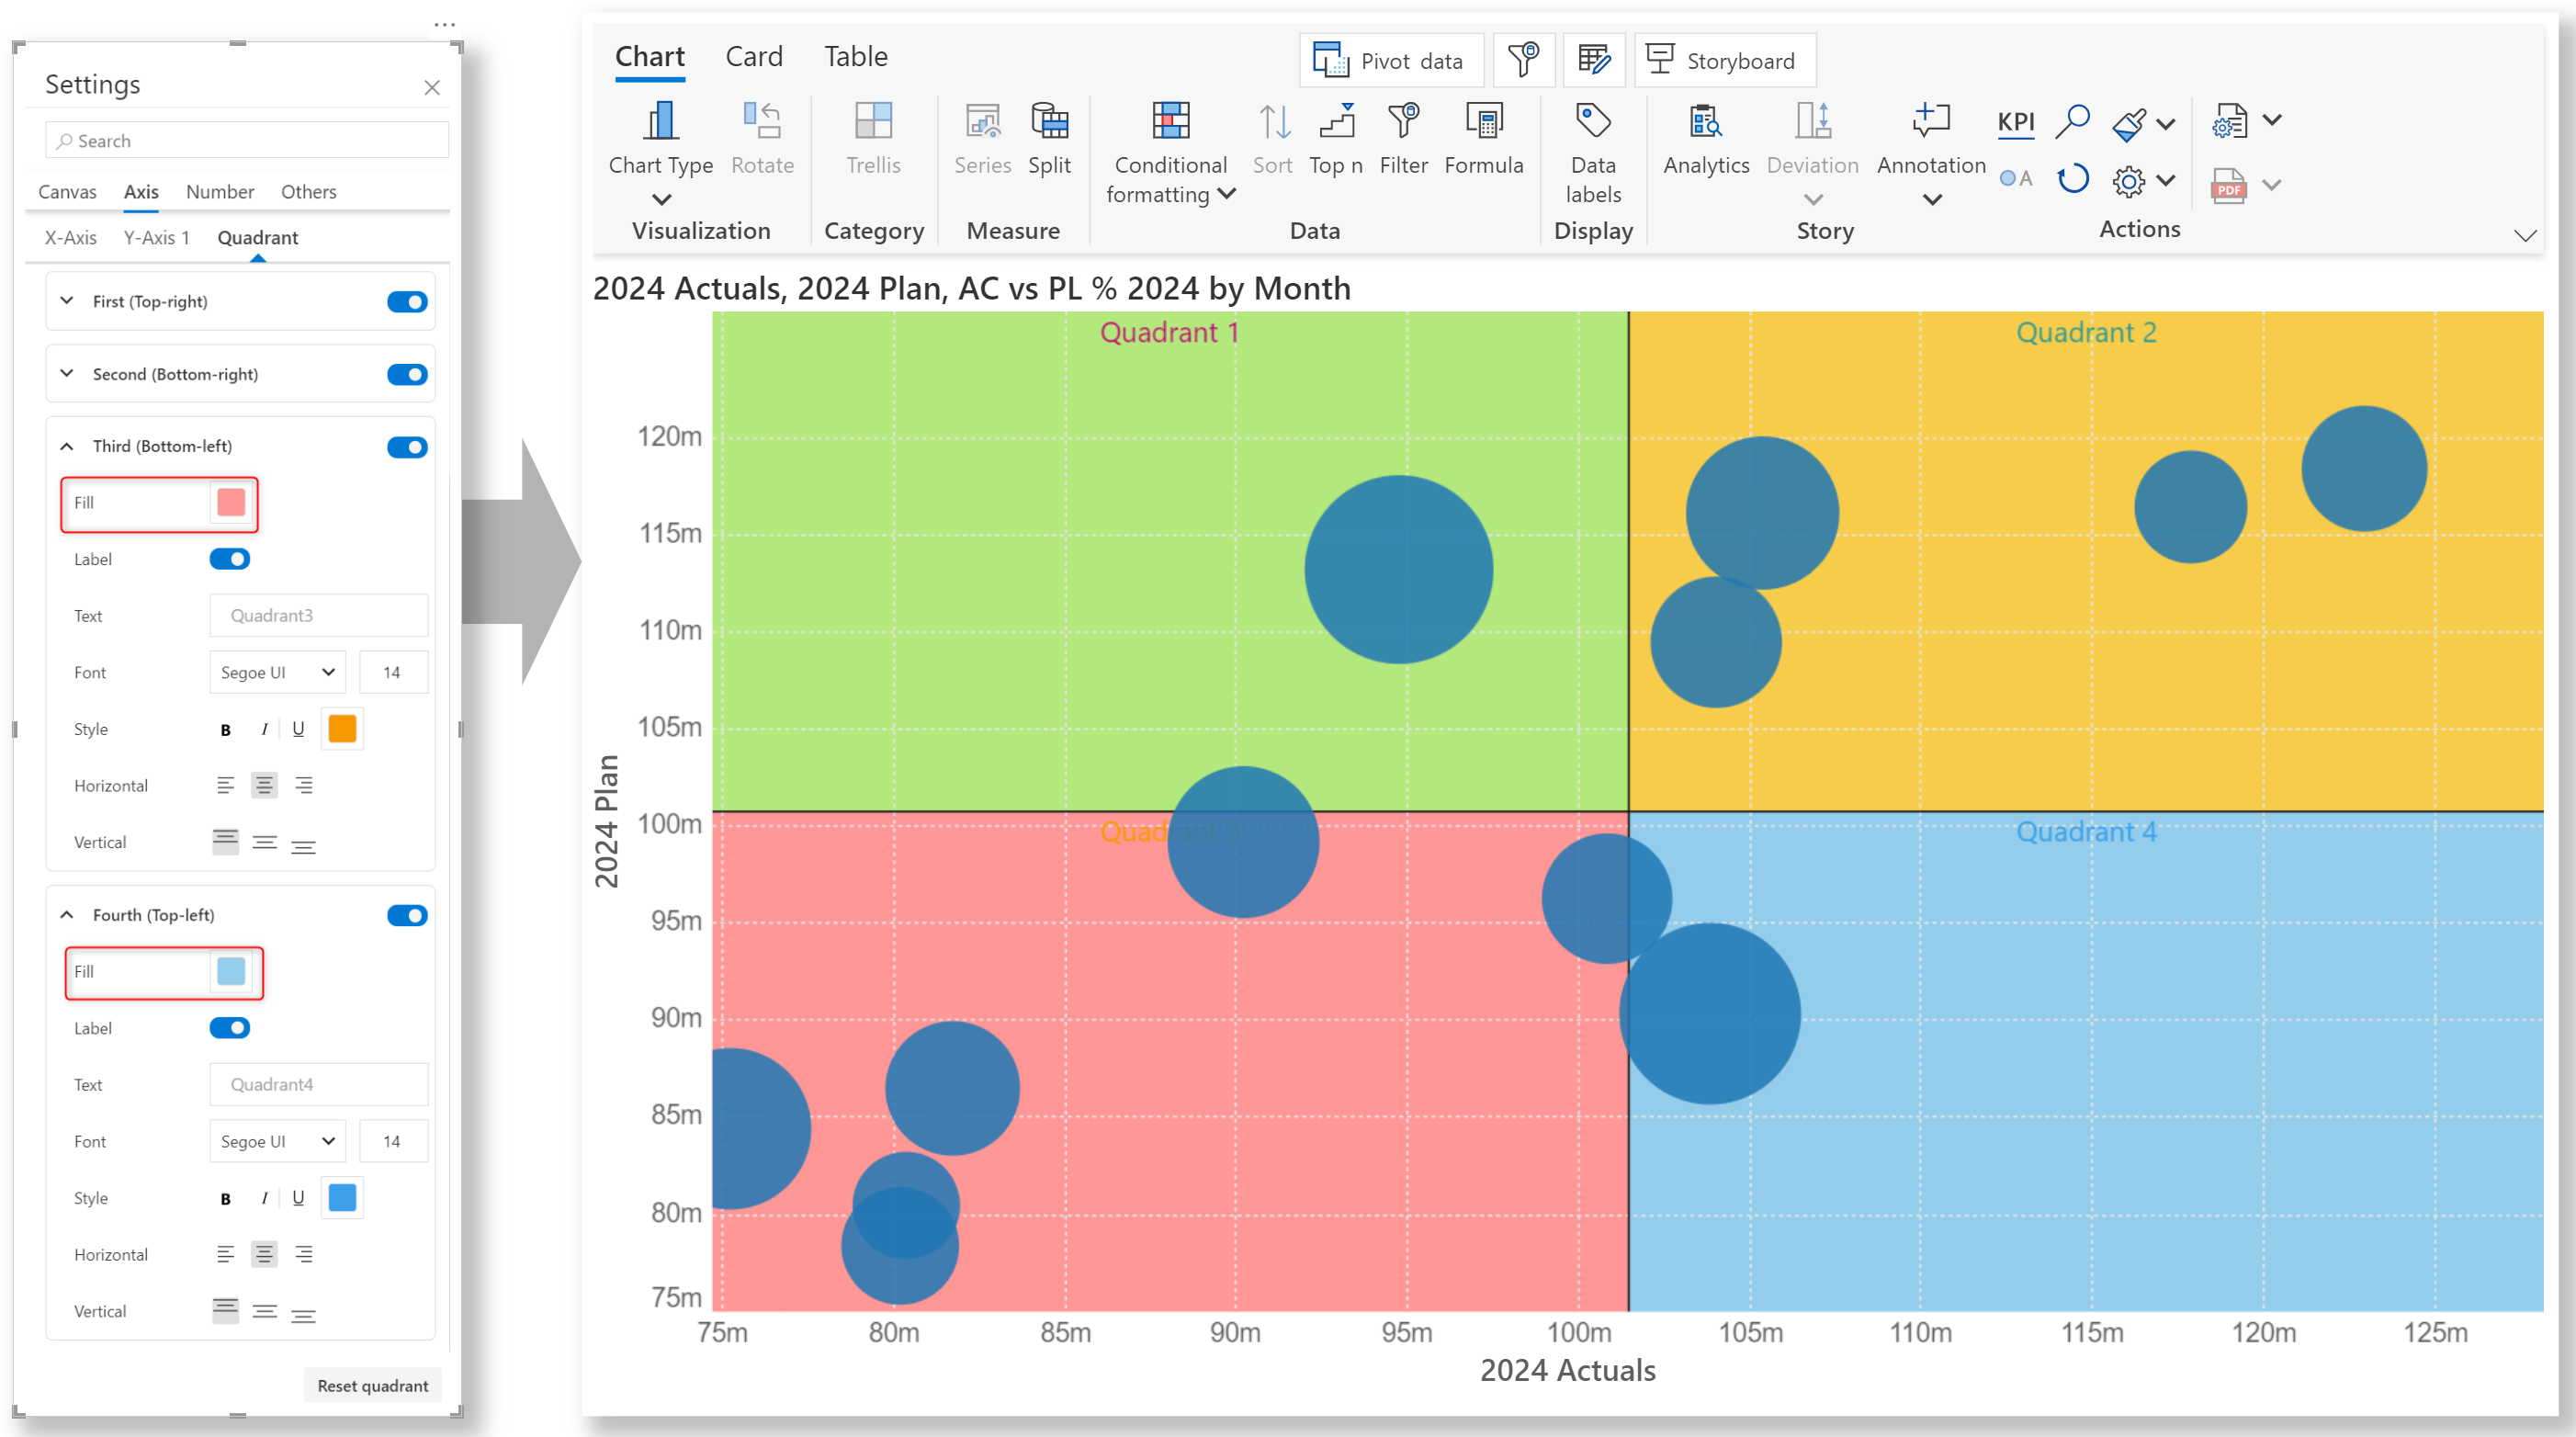 Settings
Search
Canvas Axis Number Others
X-Axis Y-Axis 1 Quadrant
First (Top-right)
Second (Bottom-right)
Third (Bottom-left)
Fill
Label
Text Quadrant3
Font Segoe UI 14
Style B I U
Horizontal
Vertical
Fourth (Top-left)
Fill
Label
Text Quadrant4
Font Segoe UI 14
Style B I U
Horizontal
Vertical
Reset quadrant
Chart Card Table
Pivot data Storyboard
Chart Type Rotate Trellis Series Split Conditional formatting Sort Top n Filter Formula Data labels Analytics Deviation Annotation KPI
A
PDF
Visualization Category Measure Data Display Story Actions
2024 Actuals, 2024 Plan, AC vs PL % 2024 by Month
Quadrant 1 Quadrant 2
120m
115m
110m
105m
100m
95m
90m
85m
80m
75m
2024 Plan
Quadrant 3 Quadrant 4
75m 80m 85m 90m 95m 100m 105m 110m 115m 120m 125m
2024 Actuals